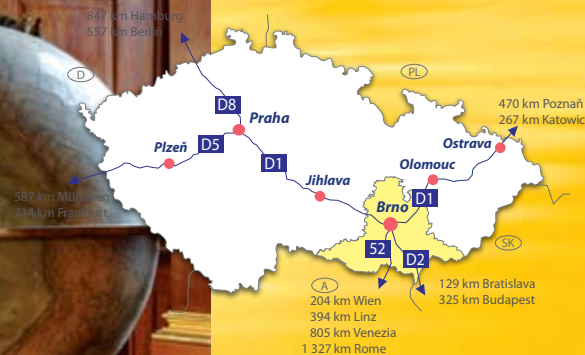 847 km Hamburg
557 km Berlin
D
PL
470 km Poznaň
267 km Katowic
D8
Praha
Ostrava
Plzeň
D5
D1
Olomouc
Jihlava
D1
587 km München
714 km Frankfurt
Brno
52
D2
SK
A
129 km Bratislava
325 km Budapest
204 km Wien
394 km Linz
805 km Venezia
1 327 km Rome